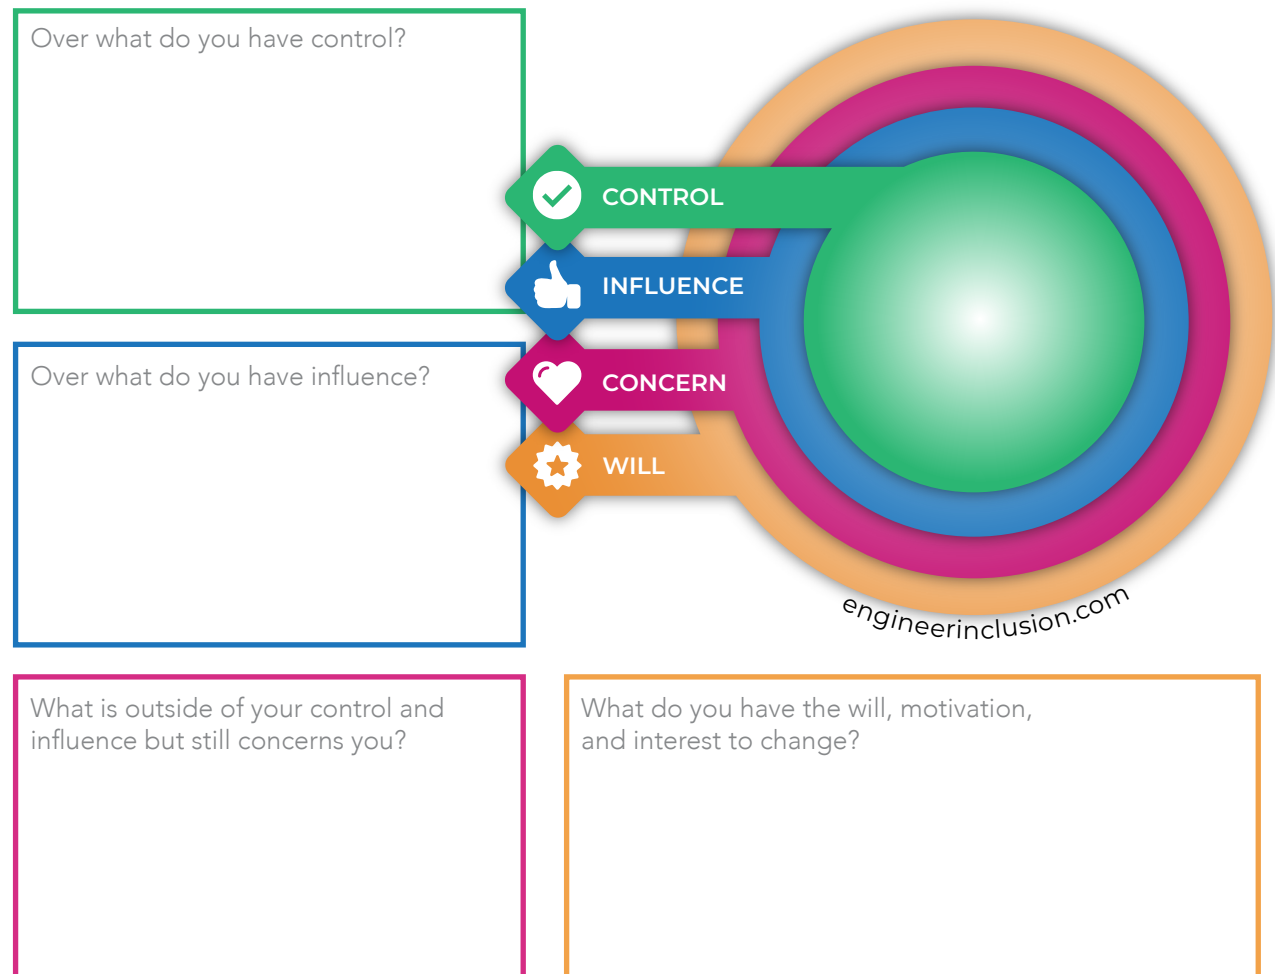 Over what do you have control?
CONTROL
INFLUENCE
Over what do you have influence?
CONCERN
WILL
engineerinclusion.com
What is outside of your control and
influence but still concerns you?
What do you have the will, motivation,
and interest to change?